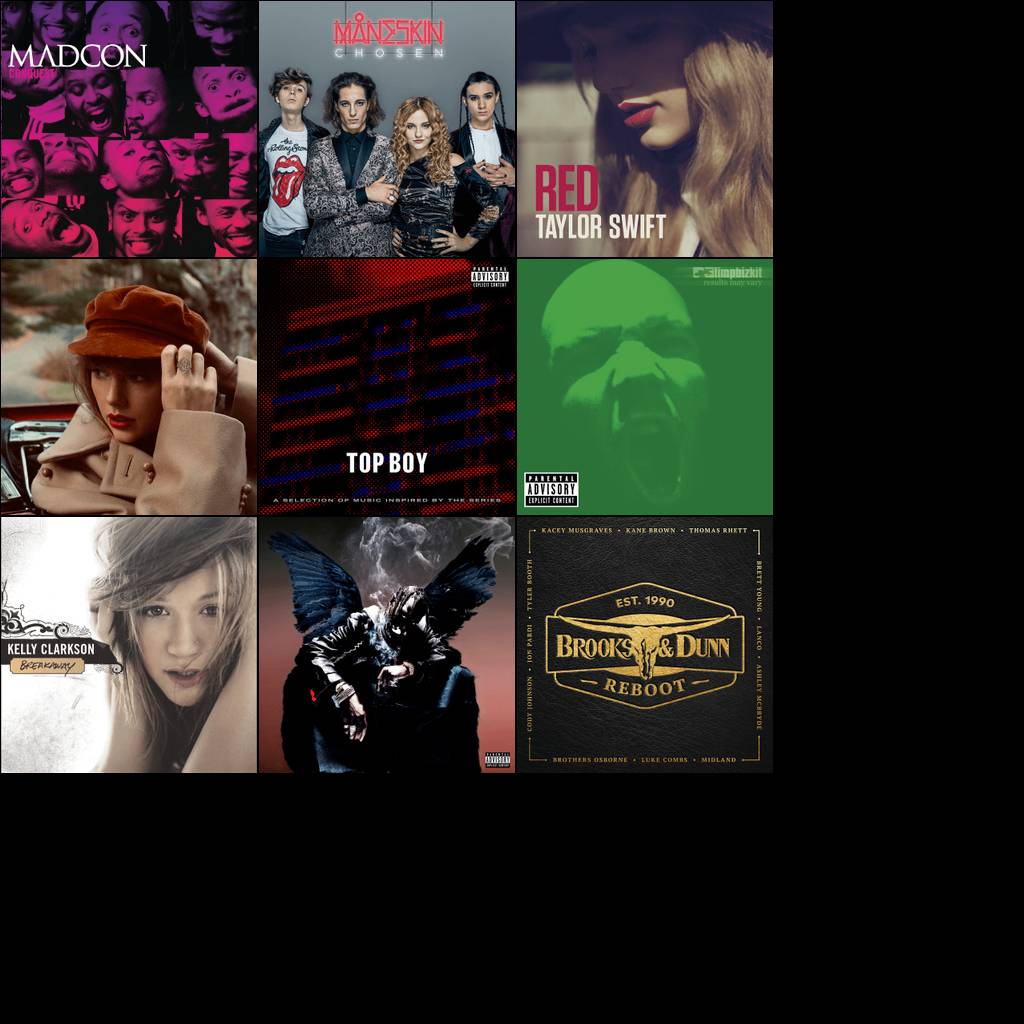 MADCON
CONQUEST
MÅNESKIN
CHOSEN
The
Rolling Stones
RED
TAYLOR SWIFT
PARENTAL
ADVISORY
EXPLICIT CONTENT
TOP BOY
A SELECTION OF MUSIC INSPIRED BY THE SERIES
limpbizkit
results may vary
PARENTAL
ADVISORY
EXPLICIT CONTENT
KELLY CLARKSON
BREAKAWAY
PARENTAL
ADVISORY
EXPLICIT CONTENT
KACEY MUSGRAVES • KANE BROWN • THOMAS RHETT
BRETT YOUNG • LANCO • ASHLEY MCBRYDE
CODY JOHNSON • JON PARDI • TYLER BOOTH
EST. 1990
BROOKS & DUNN
REBOOT
BROTHERS OSBORNE • LUKE COMBS • MIDLAND